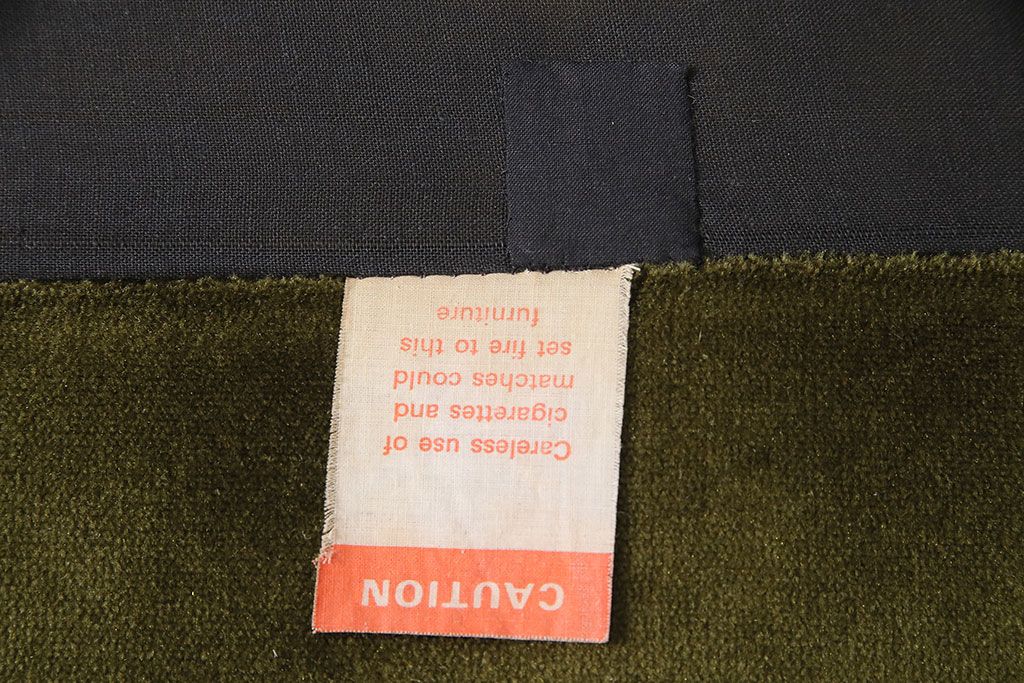 CAUTION
Careless use of
cigarettes and
matches could
set fire to this
furniture